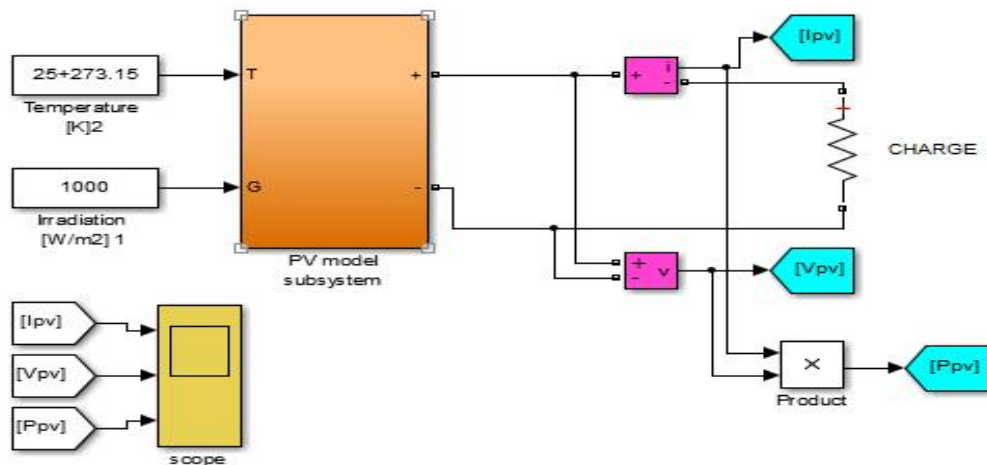 25+273.15
Temperature
[K]2
1000
Irradiation
[W/m2] 1
T
G
+
-
PV model
subsystem
+
i
-
[Ipv]
+
CHARGE
+
-
v
[Vpv]
×
Product
[Ppv]
[Ipv]
[Vpv]
[Ppv]
scope